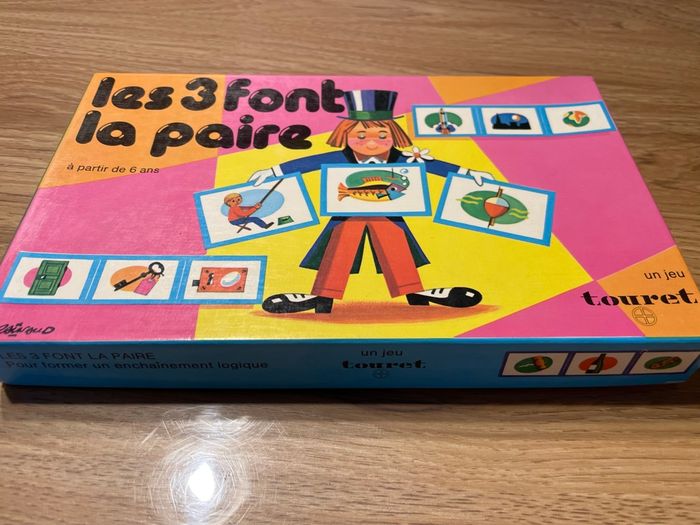 les 3 font
la paire
à partir de 6 ans
un jeu
touret
LES 3 FONT LA PAIRE
Pour former un enchaînement logique
un jeu
touret